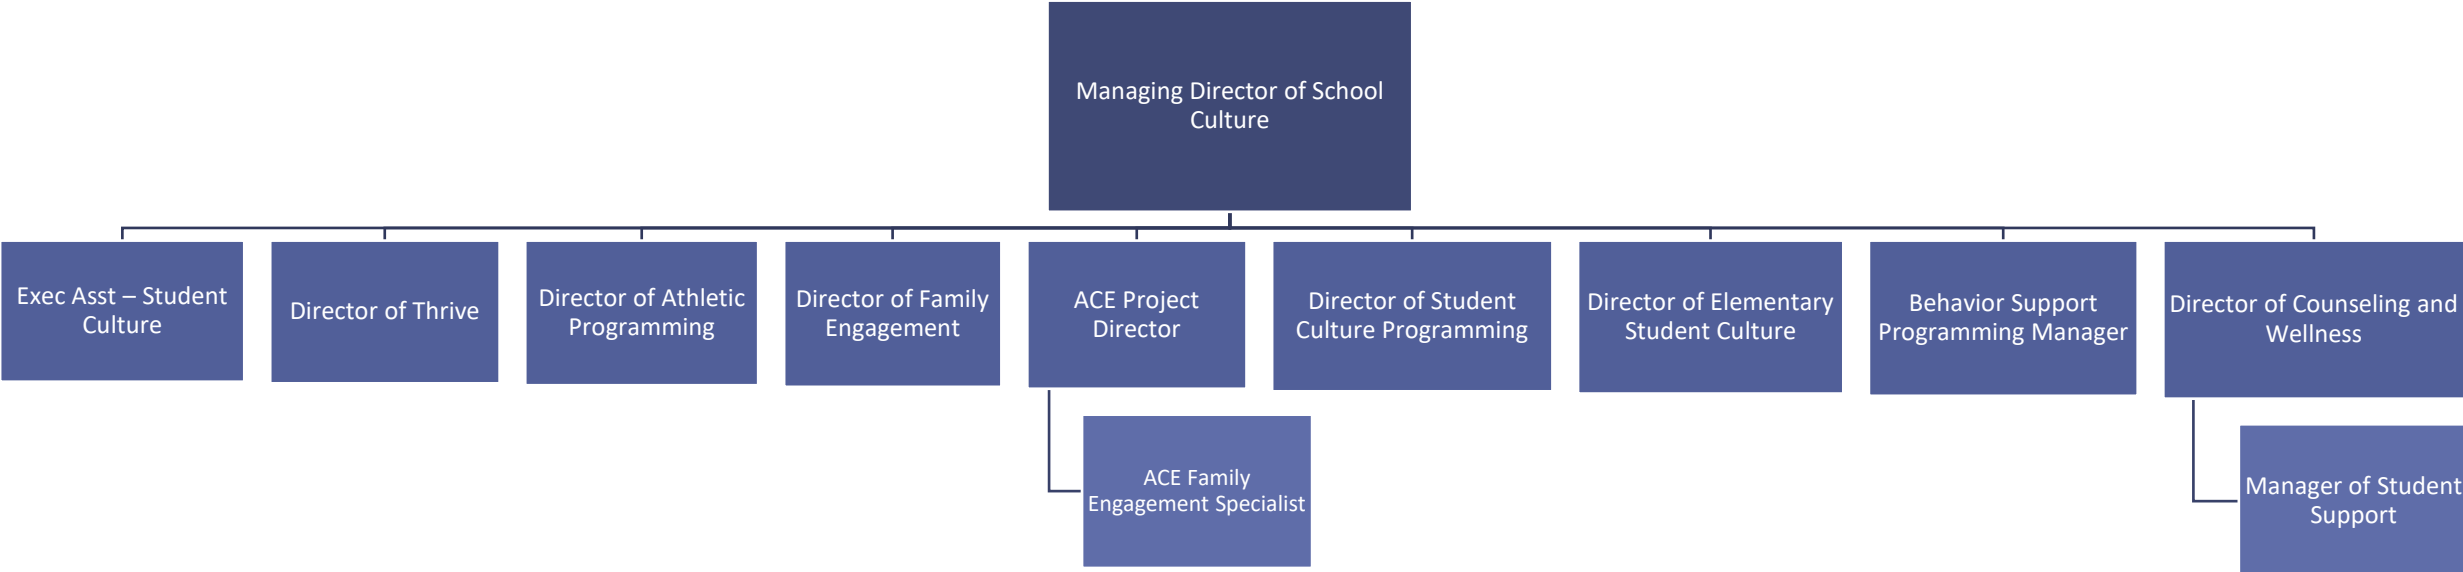 Managing Director of School
Culture
Exec Asst – Student
Culture
Director of Thrive
Director of Athletic
Programming
Director of Family
Engagement
ACE Project
Director
Director of Student
Culture Programming
Director of Elementary
Student Culture
Behavior Support
Programming Manager
Director of Counseling and
Wellness
ACE Family
Engagement Specialist
Manager of Student
Support